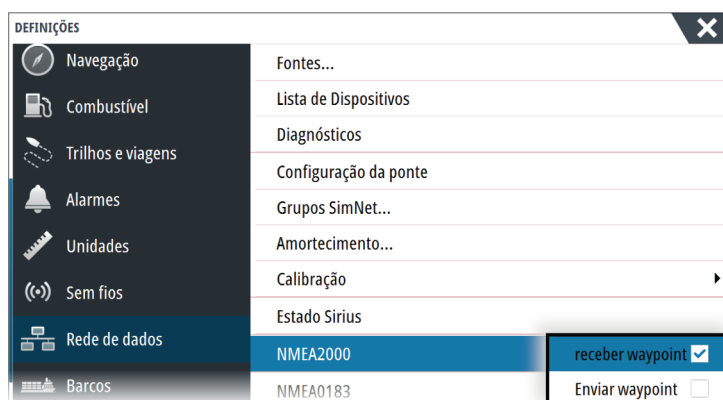 DEFINIÇÕES
Navegação
Combustível
Trilhos e viagens
Alarmes
Unidades
Sem fios
Rede de dados
Barcos
Fontes...
Lista de Dispositivos
Diagnósticos
Configuração da ponte
Grupos SimNet...
Amortecimento...
Calibração
Estado Sirius
NMEA2000
NMEA0183
receber waypoint
Enviar waypoint